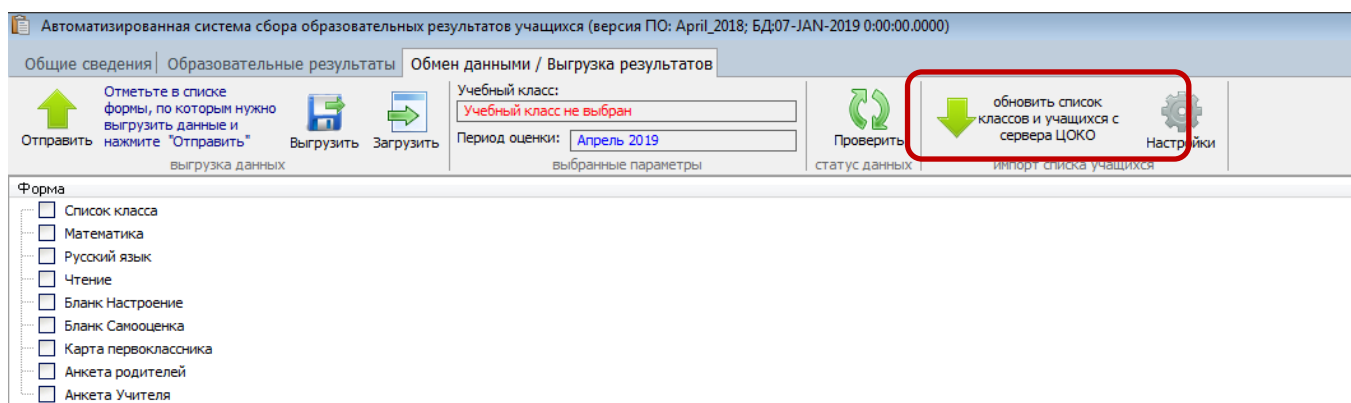 Автоматизированная система сбора образовательных результатов учащихся (версия ПО: April_2018; БД:07-JAN-2019 0:00:00.0000)
Общие сведения Образовательные результаты Обмен данными / Выгрузка результатов
Отметьте в списке
формы, по которым нужно
выгрузить данные и
нажмите "Отправить"
Отправить
Выгрузить
Загрузить
выгрузка данных
Учебный класс:
Учебный класс не выбран
Период оценки: Апрель 2019
выбранные параметры
Проверить
статус данных
обновить список
классов и учащихся с
сервера ЦОКО
Настройки
импорт списка учащихся
Форма
Список класса
Математика
Русский язык
Чтение
Бланк Настроение
Бланк Самооценка
Карта первоклассника
Анкета родителей
Анкета Учителя